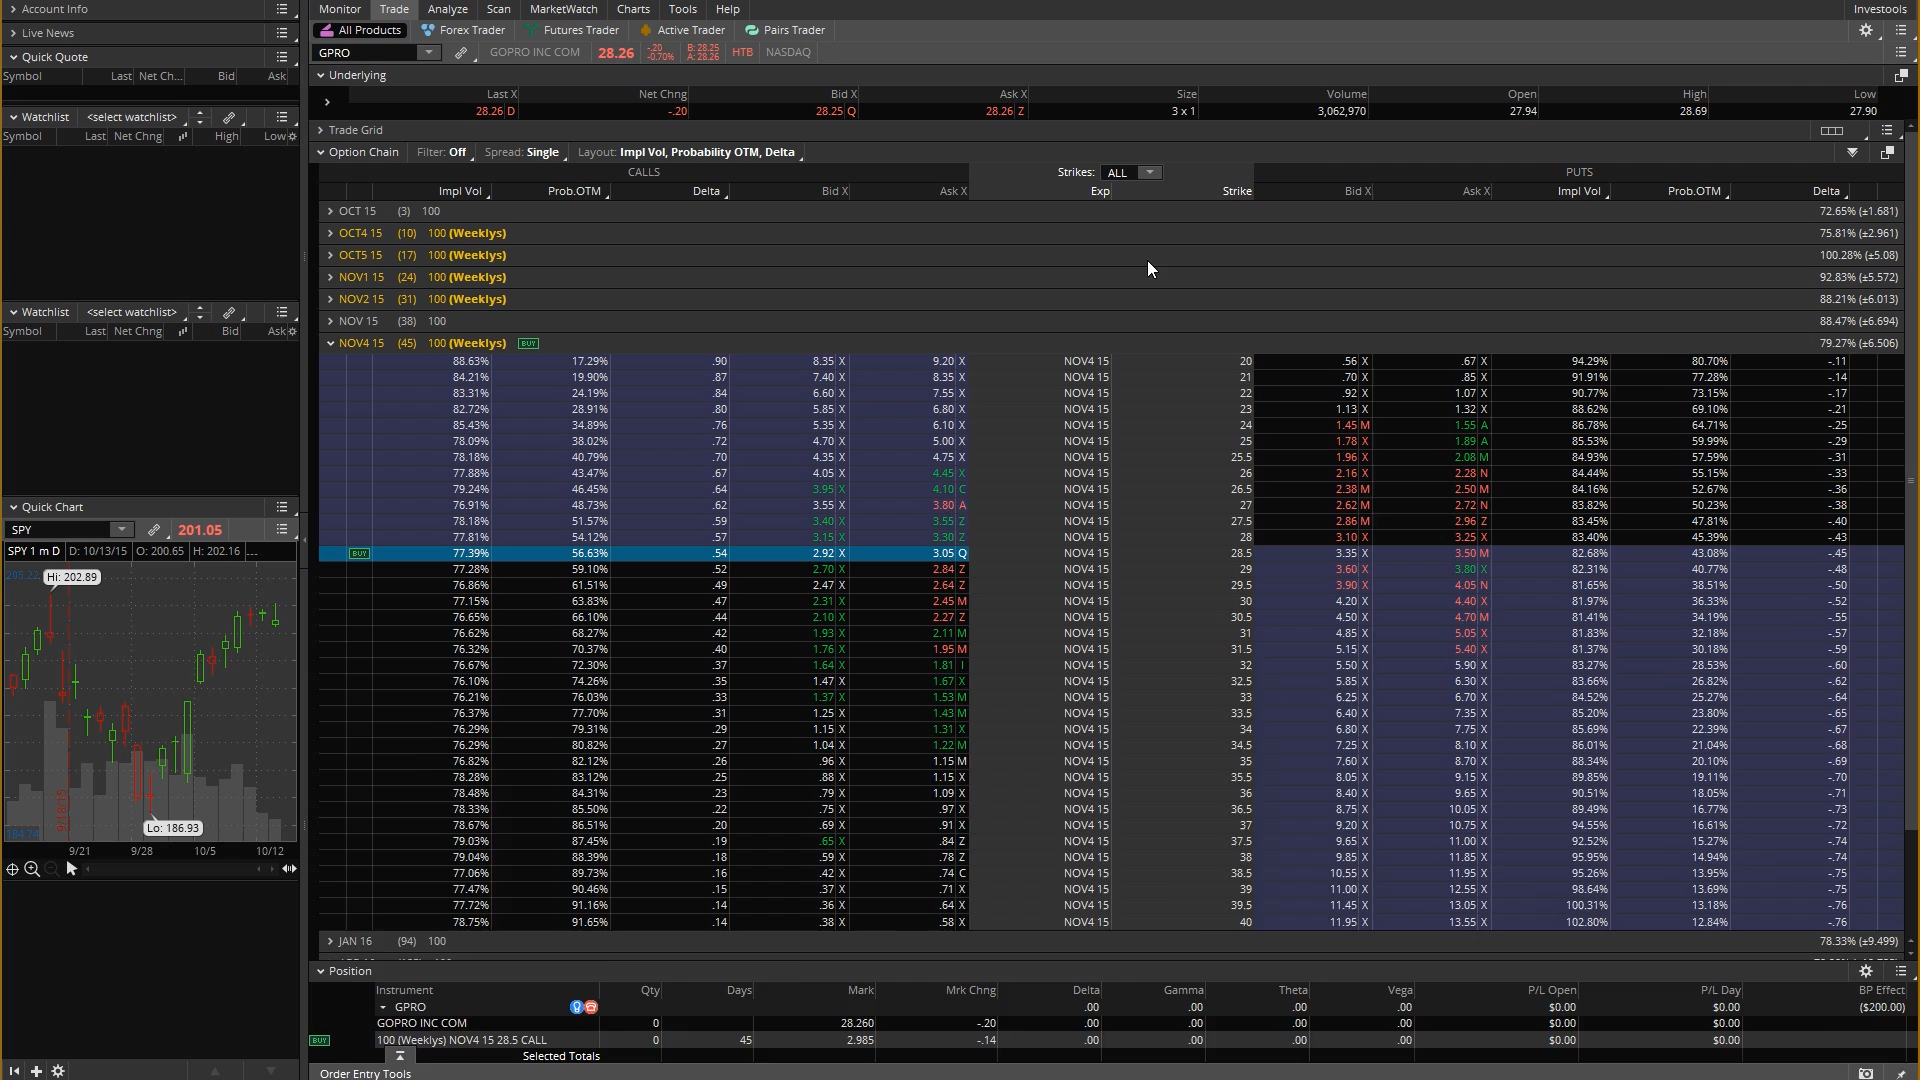 Account Info
Live News
Quick Quote
Symbol Last Net Ch... Bid Ask
Watchlist <select watchlist>
Symbol Last Net Chng High Low
Watchlist <select watchlist>
Symbol Last Net Chng Bid Ask
Quick Chart
SPY 201.05
SPY 1 m D D: 10/13/15 O: 200.65 H: 202.16 ...
205.22
Hi: 202.89
9/18/15
Lo: 186.93
184.74
9/21 9/28 10/5 10/12
Monitor Trade Analyze Scan MarketWatch Charts Tools Help Investools
All Products Forex Trader Futures Trader Active Trader Pairs Trader
GPRO GOPRO INC COM 28.26 -.20 -0.70% B: 28.25 A: 28.26 HTB NASDAQ
Underlying
Last X Net Chng Bid X Ask X Size Volume Open High Low
28.26 D -.20 28.25 Q 28.26 Z 3 x 1 3,062,970 27.94 28.69 27.90
Trade Grid
Option Chain Filter: Off Spread: Single Layout: Impl Vol, Probability OTM, Delta
CALLS Strikes: ALL PUTS
Impl Vol Prob.OTM Delta Bid X Ask X Exp Strike Bid X Ask X Impl Vol Prob.OTM Delta
OCT 15 (3) 100 72.65% (±1.681)
OCT4 15 (10) 100 (Weeklys) 75.81% (±2.961)
OCT5 15 (17) 100 (Weeklys) 100.28% (±5.08)
NOV1 15 (24) 100 (Weeklys) 92.83% (±5.572)
NOV2 15 (31) 100 (Weeklys) 88.21% (±6.013)
NOV 15 (38) 100 88.47% (±6.694)
NOV4 15 (45) 100 (Weeklys) BUY 79.27% (±6.506)
88.63% 17.29% .90 8.35 X 9.20 X NOV4 15 20 .56 X .67 X 94.29% 80.70% -.11
84.21% 19.90% .87 7.40 X 8.35 X NOV4 15 21 .70 X .85 X 91.91% 77.28% -.14
83.31% 24.19% .84 6.60 X 7.55 X NOV4 15 22 .92 X 1.07 X 90.77% 73.15% -.17
82.72% 28.91% .80 5.85 X 6.80 X NOV4 15 23 1.13 X 1.32 X 88.62% 69.10% -.21
85.43% 34.89% .76 5.35 X 6.10 X NOV4 15 24 1.45 M 1.55 A 86.78% 64.71% -.25
78.09% 38.02% .72 4.70 X 5.00 X NOV4 15 25 1.78 X 1.89 A 85.53% 59.99% -.29
78.18% 40.79% .70 4.35 X 4.75 X NOV4 15 25.5 1.96 X 2.08 M 84.93% 57.59% -.31
77.88% 43.47% .67 4.05 X 4.45 X NOV4 15 26 2.16 X 2.28 N 84.44% 55.15% -.33
79.24% 46.45% .64 3.95 X 4.10 C NOV4 15 26.5 2.38 M 2.50 M 84.16% 52.67% -.36
76.91% 48.73% .62 3.55 X 3.80 A NOV4 15 27 2.62 M 2.72 N 83.82% 50.23% -.38
78.18% 51.57% .59 3.40 X 3.55 Z NOV4 15 27.5 2.86 M 2.96 Z 83.45% 47.81% -.40
77.81% 54.12% .57 3.15 X 3.30 Z NOV4 15 28 3.10 X 3.25 X 83.40% 45.39% -.43
BUY 77.39% 56.63% .54 2.92 X 3.05 Q NOV4 15 28.5 3.35 X 3.50 M 82.68% 43.08% -.45
77.28% 59.10% .52 2.70 X 2.84 Z NOV4 15 29 3.60 X 3.80 X 82.31% 40.77% -.48
76.86% 61.51% .49 2.47 X 2.64 Z NOV4 15 29.5 3.90 X 4.05 N 81.65% 38.51% -.50
77.15% 63.83% .47 2.31 X 2.45 M NOV4 15 30 4.20 X 4.40 X 81.97% 36.33% -.52
76.65% 66.10% .44 2.10 X 2.27 Z NOV4 15 30.5 4.50 X 4.70 M 81.41% 34.19% -.55
76.62% 68.27% .42 1.93 X 2.11 M NOV4 15 31 4.85 X 5.05 X 81.83% 32.18% -.57
76.32% 70.37% .40 1.76 X 1.95 M NOV4 15 31.5 5.15 X 5.40 X 81.37% 30.18% -.59
76.67% 72.30% .37 1.64 X 1.81 I NOV4 15 32 5.50 X 5.90 X 83.27% 28.53% -.60
76.10% 74.26% .35 1.47 X 1.67 X NOV4 15 32.5 5.85 X 6.30 X 83.66% 26.82% -.62
76.21% 76.03% .33 1.37 X 1.53 M NOV4 15 33 6.25 X 6.70 X 84.52% 25.27% -.64
76.37% 77.70% .31 1.25 X 1.43 M NOV4 15 33.5 6.40 X 7.35 X 85.20% 23.80% -.65
76.29% 79.31% .29 1.15 X 1.31 X NOV4 15 34 6.80 X 7.75 X 85.69% 22.39% -.67
76.29% 80.82% .27 1.04 X 1.22 M NOV4 15 34.5 7.25 X 8.10 X 86.01% 21.04% -.68
76.82% 82.12% .26 .96 X 1.15 M NOV4 15 35 7.60 X 8.70 X 88.34% 20.10% -.69
78.28% 83.12% .25 .88 X 1.15 X NOV4 15 35.5 8.05 X 9.15 X 89.85% 19.11% -.70
78.48% 84.31% .23 .79 X 1.09 X NOV4 15 36 8.40 X 9.65 X 90.51% 18.05% -.71
78.33% 85.50% .22 .75 X .97 X NOV4 15 36.5 8.75 X 10.05 X 89.49% 16.77% -.73
78.67% 86.51% .20 .69 X .91 X NOV4 15 37 9.20 X 10.75 X 94.55% 16.61% -.72
79.03% 87.45% .19 .65 X .84 Z NOV4 15 37.5 9.65 X 11.00 X 92.52% 15.27% -.74
79.04% 88.39% .18 .59 X .78 Z NOV4 15 38 9.85 X 11.85 X 95.95% 14.94% -.74
77.06% 89.73% .16 .42 X .74 C NOV4 15 38.5 10.55 X 11.95 X 95.26% 13.95% -.75
77.47% 90.46% .15 .37 X .71 X NOV4 15 39 11.00 X 12.55 X 98.64% 13.69% -.75
77.72% 91.16% .14 .36 X .64 X NOV4 15 39.5 11.45 X 13.05 X 100.31% 13.18% -.76
78.75% 91.65% .14 .38 X .58 X NOV4 15 40 11.95 X 13.55 X 102.80% 12.84% -.76
JAN 16 (94) 100 78.33% (±9.499)
Position
Instrument Qty Days Mark Mrk Chng Delta Gamma Theta Vega P/L Open P/L Day BP Effect
GPRO .00 .00 .00 .00 $0.00 $0.00 ($200.00)
GOPRO INC COM 0 28.260 -.20 .00 .00 .00 .00 $0.00 $0.00
BUY 100 (Weeklys) NOV4 15 28.5 CALL 0 45 2.985 -.14 .00 .00 .00 .00 $0.00 $0.00
Selected Totals
Order Entry Tools